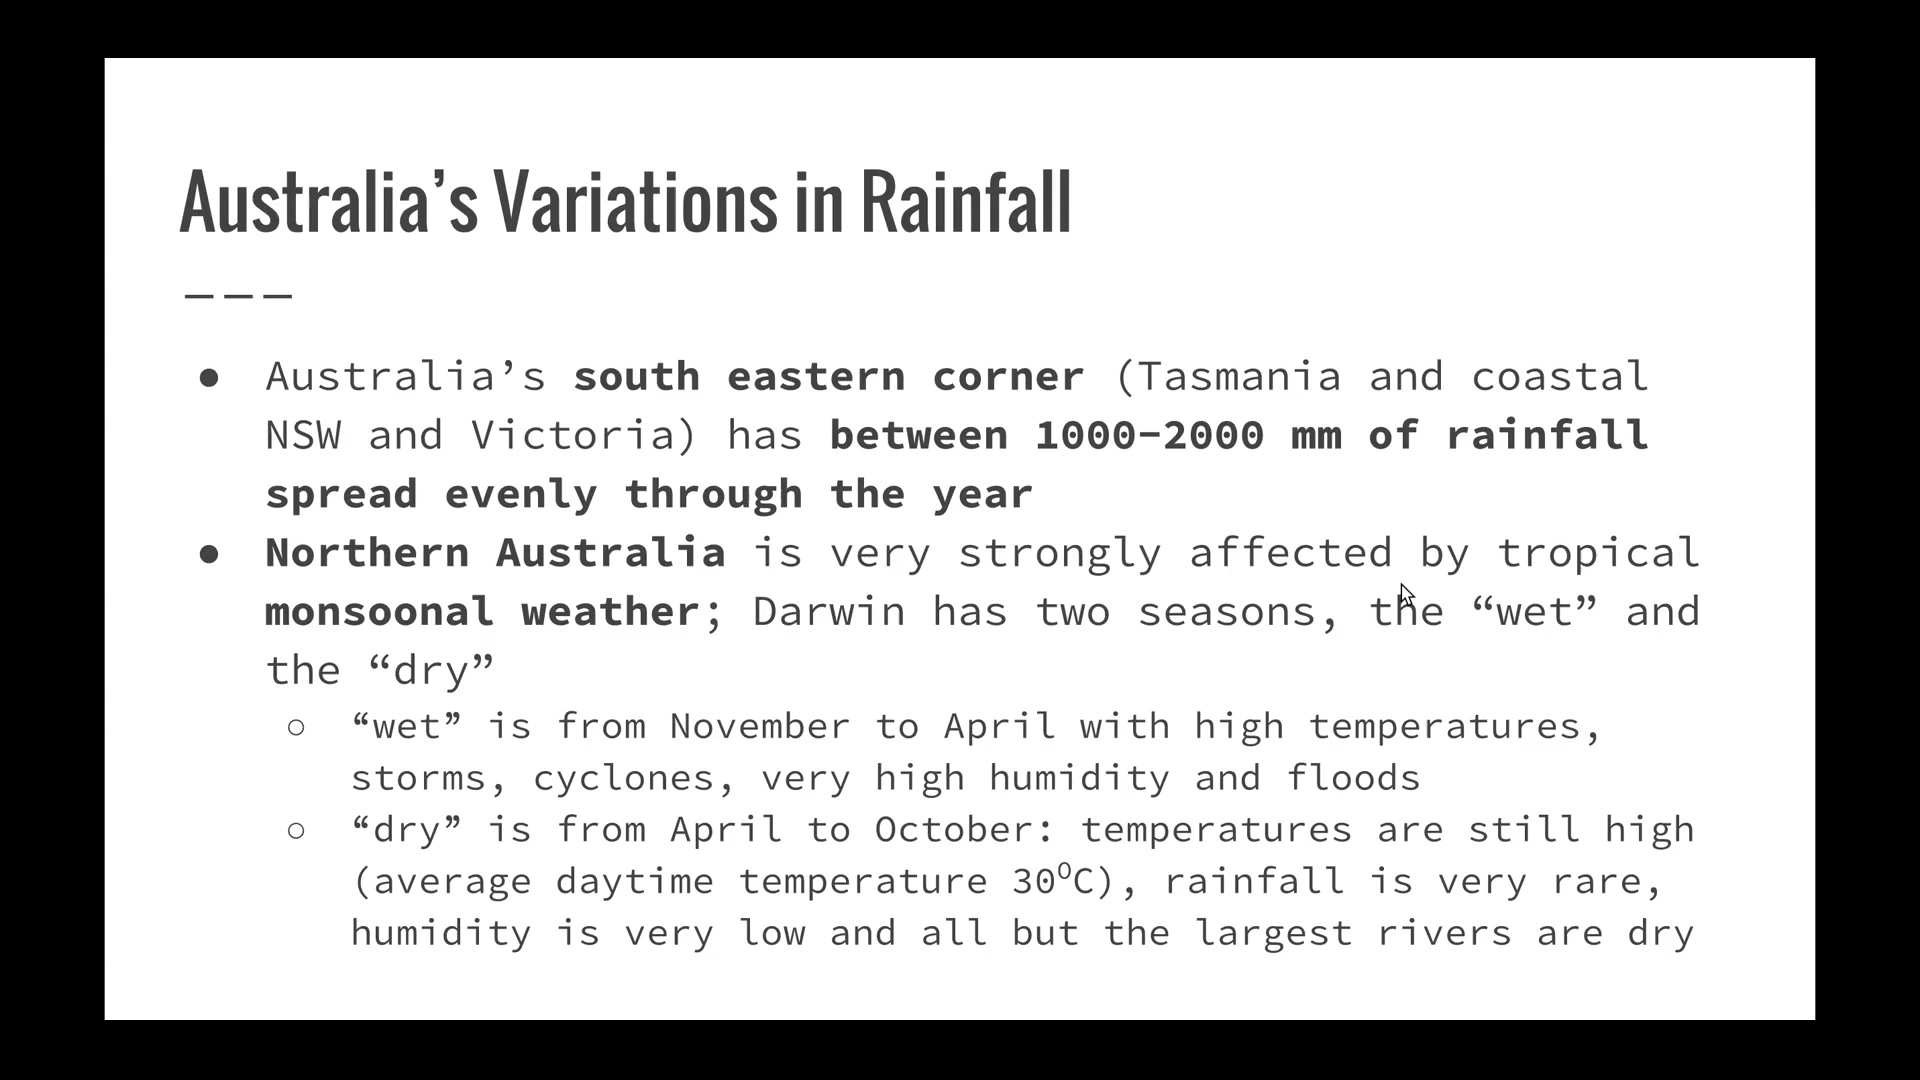 Australia’s Variations in Rainfall
● Australia’s south eastern corner (Tasmania and coastal
NSW and Victoria) has between 1000–2000 mm of rainfall
spread evenly through the year
● Northern Australia is very strongly affected by tropical
monsoonal weather; Darwin has two seasons, the “wet” and
the “dry”
○ “wet” is from November to April with high temperatures,
storms, cyclones, very high humidity and floods
○ “dry” is from April to October: temperatures are still high
(average daytime temperature 30⁰C), rainfall is very rare,
humidity is very low and all but the largest rivers are dry